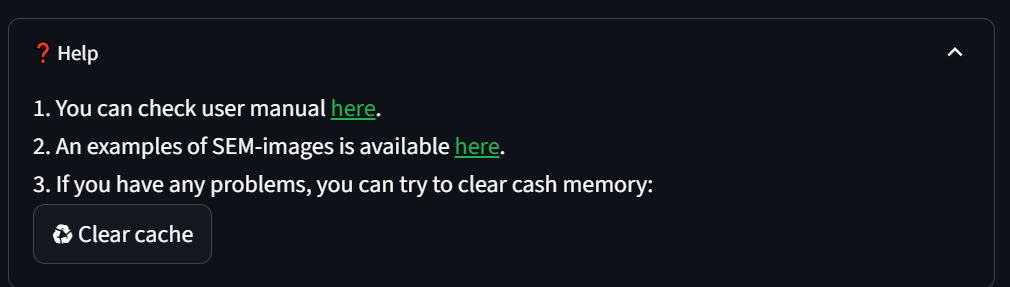 ❓ Help
1. You can check user manual here.
2. An examples of SEM-images is available here.
3. If you have any problems, you can try to clear cash memory:
♻ Clear cache